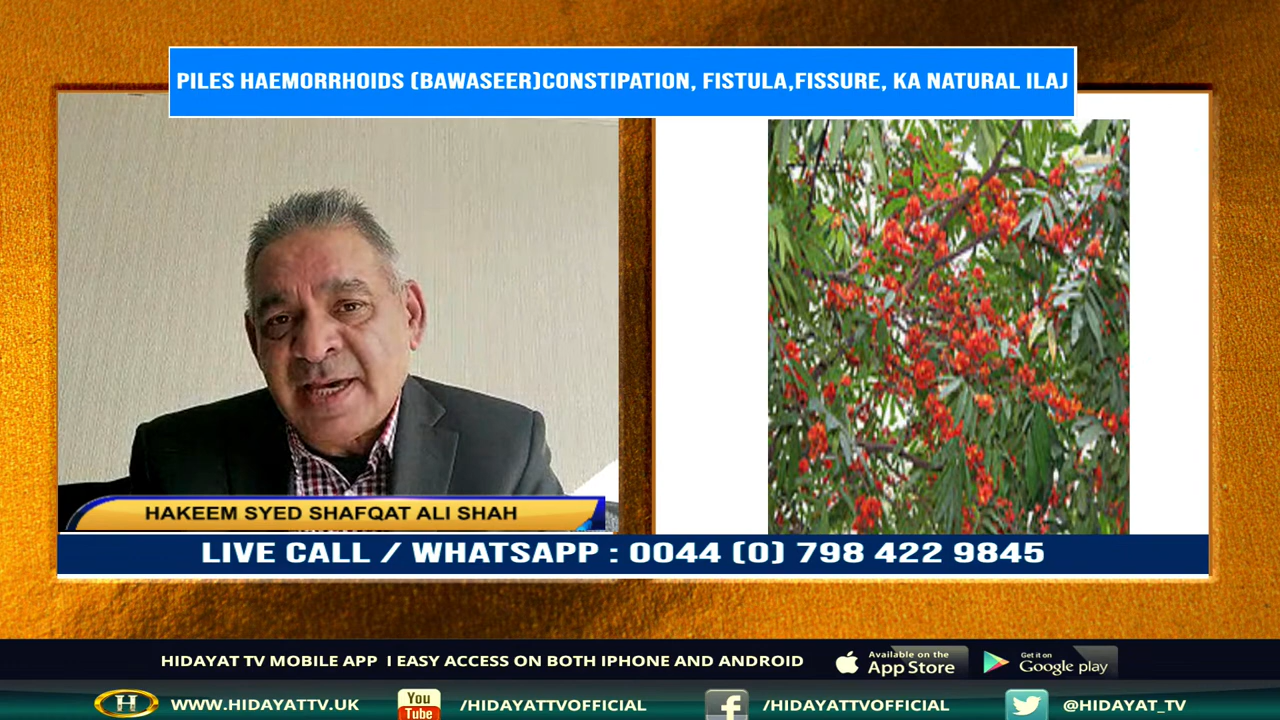 PILES HAEMORRHOIDS (BAWASEER)CONSTIPATION, FISTULA,FISSURE, KA NATURAL ILAJ
HAKEEM SYED SHAFQAT ALI SHAH
LIVE CALL / WHATSAPP : 0044 (0) 798 422 9845
HIDAYAT TV MOBILE APP I EASY ACCESS ON BOTH IPHONE AND ANDROID
Available on the
App Store
Get it on
Google play
H
WWW.HIDAYATTV.UK
You
Tube
/HIDAYATTVOFFICIAL
f
/HIDAYATTVOFFICIAL
@HIDAYAT_TV